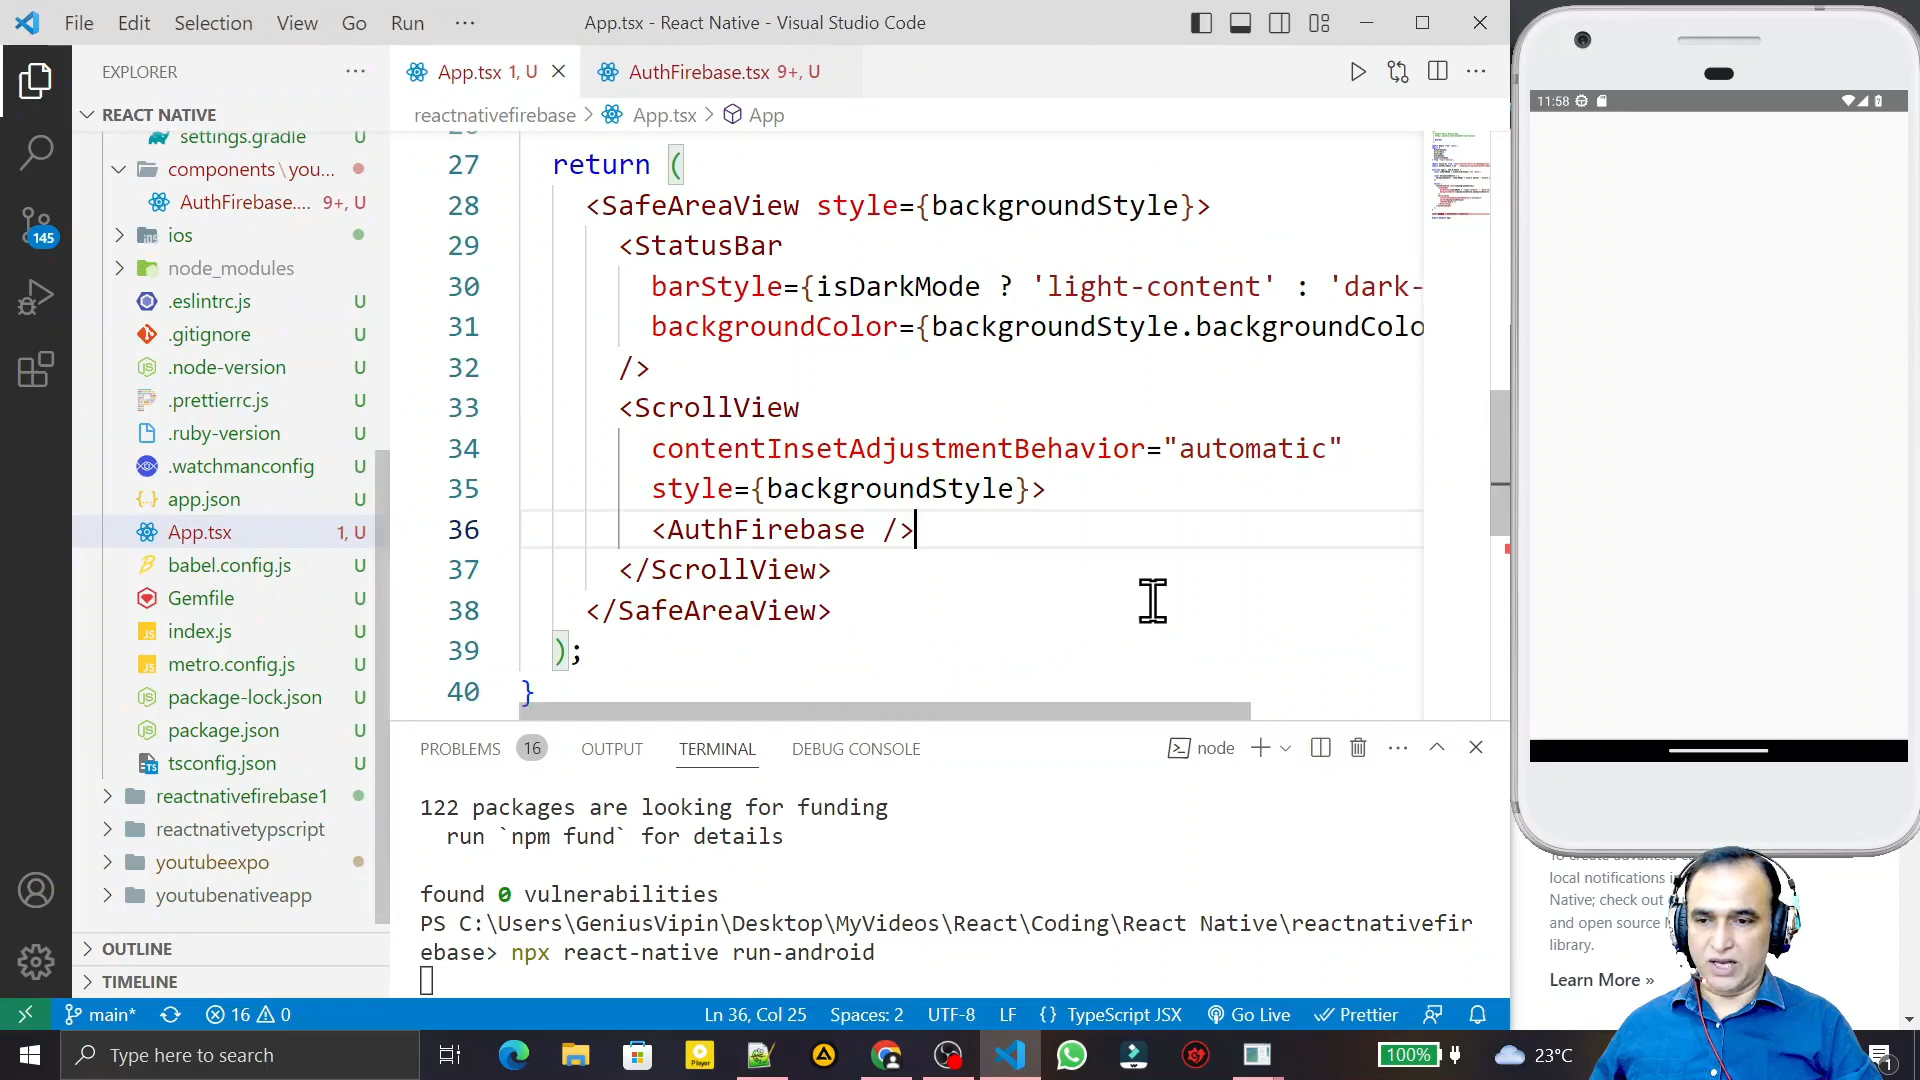 File Edit Selection View Go Run ··· App.tsx - React Native - Visual Studio Code
EXPLORER ···
REACT NATIVE
settings.gradle U
components\you...
AuthFirebase.... 9+, U
ios
node_modules
.eslintrc.js U
.gitignore U
.node-version U
.prettierrc.js U
.ruby-version U
.watchmanconfig U
app.json U
App.tsx 1, U
babel.config.js U
Gemfile U
index.js U
metro.config.js U
package-lock.json U
package.json U
tsconfig.json U
reactnativefirebase1
reactnativetypscript
youtubeexpo
youtubenativeapp
OUTLINE
TIMELINE
145
App.tsx 1, U AuthFirebase.tsx 9+, U
reactnativefirebase > App.tsx > App
27 return (
28 <SafeAreaView style={backgroundStyle}>
29 <StatusBar
30 barStyle={isDarkMode ? 'light-content' : 'dark-
31 backgroundColor={backgroundStyle.backgroundColo
32 />
33 <ScrollView
34 contentInsetAdjustmentBehavior="automatic"
35 style={backgroundStyle}>
36 <AuthFirebase />
37 </ScrollView>
38 </SafeAreaView>
39 );
40 }
PROBLEMS 16 OUTPUT TERMINAL DEBUG CONSOLE node
122 packages are looking for funding
run `npm fund` for details
found 0 vulnerabilities
PS C:\Users\GeniusVipin\Desktop\MyVideos\React\Coding\React Native\reactnativefir
ebase> npx react-native run-android
main* 16 0 Ln 36, Col 25 Spaces: 2 UTF-8 LF {} TypeScript JSX Go Live Prettier
Type here to search
Player
100% 23°C 1
11:58
local notifications in
Native; check out
and open source
library.
Learn More »